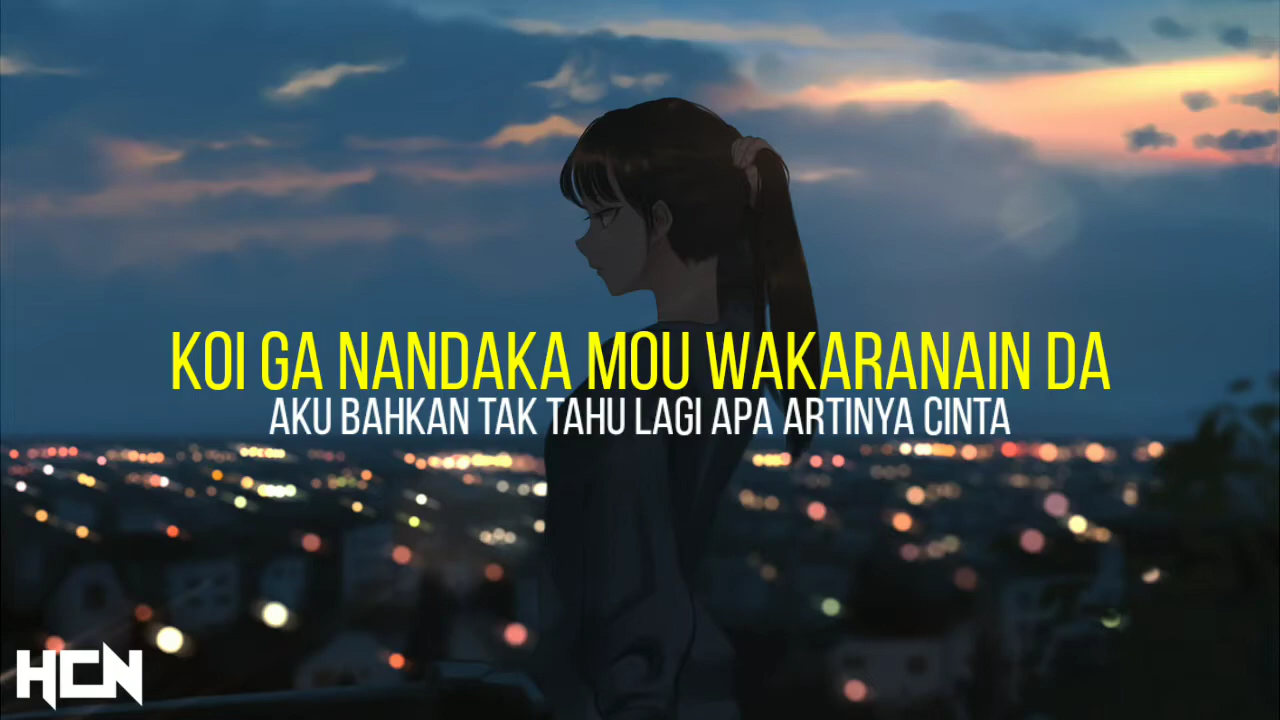 KOI GA NANDAKA MOU WAKARANAIN DA
AKU BAHKAN TAK TAHU LAGI APA ARTINYA CINTA
HCN